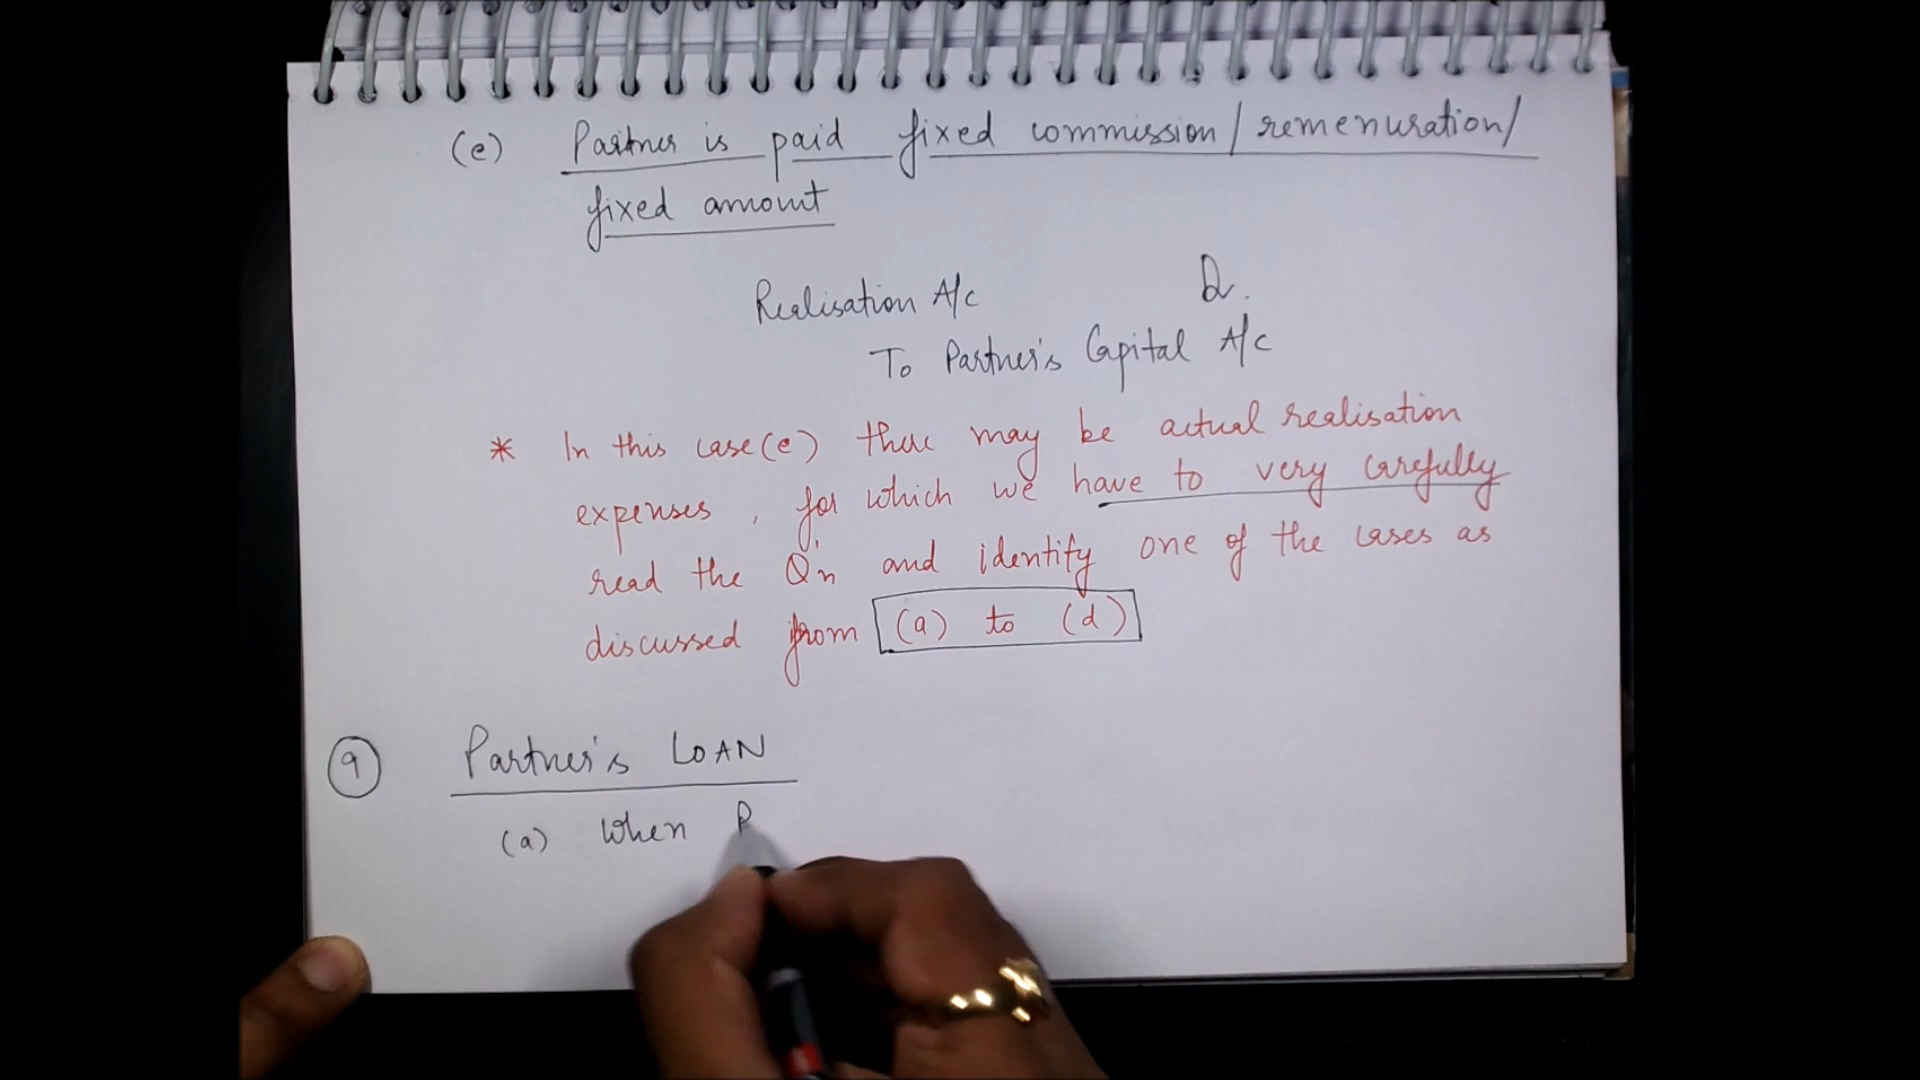 (e) Partner is paid fixed commission/remenuration/
fixed amount
Realisation A/c Dr.
To Partner's Capital A/c
* In this case(e) there may be actual realisation
expenses, for which we have to very carefully
read the Q'n and identify one of the cases as
discussed from (a) to (d)
9 Partner's LOAN
(a) When P